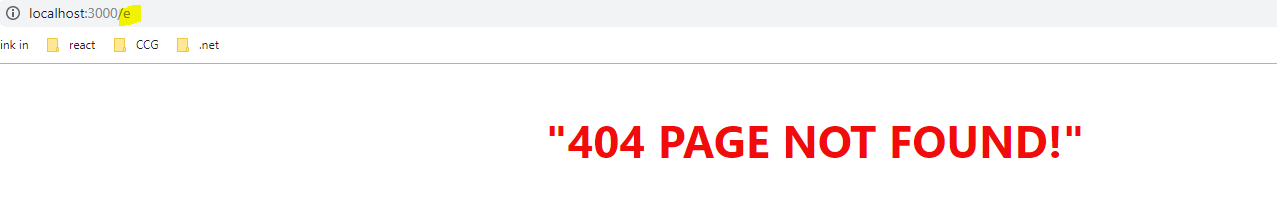 localhost:3000/e
ink in react CCG .net
"404 PAGE NOT FOUND!"